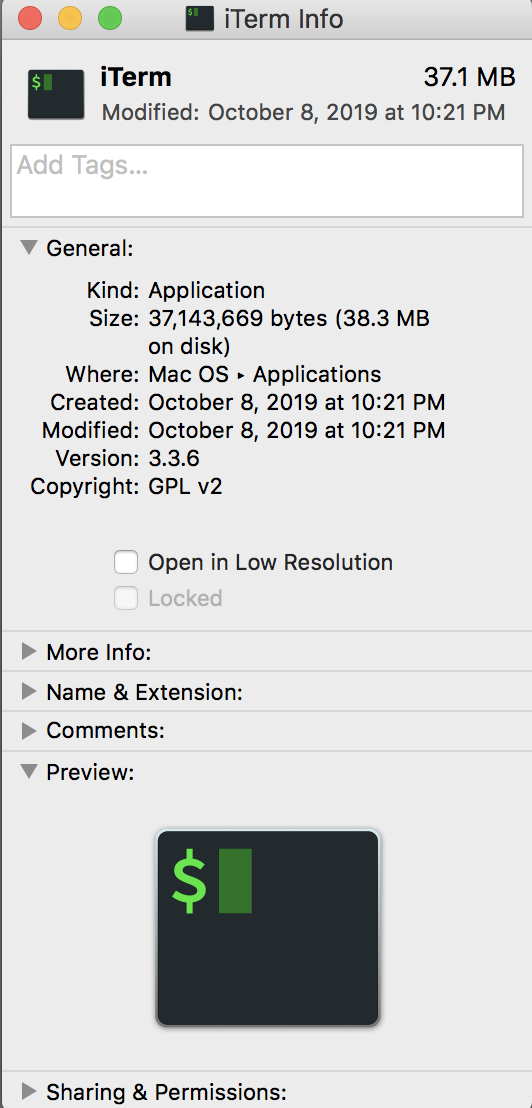 iTerm Info
iTerm 37.1 MB
Modified: October 8, 2019 at 10:21 PM
Add Tags...
General:
Kind: Application
Size: 37,143,669 bytes (38.3 MB
on disk)
Where: Mac OS ▸ Applications
Created: October 8, 2019 at 10:21 PM
Modified: October 8, 2019 at 10:21 PM
Version: 3.3.6
Copyright: GPL v2
Open in Low Resolution
Locked
More Info:
Name & Extension:
Comments:
Preview:
$
Sharing & Permissions: